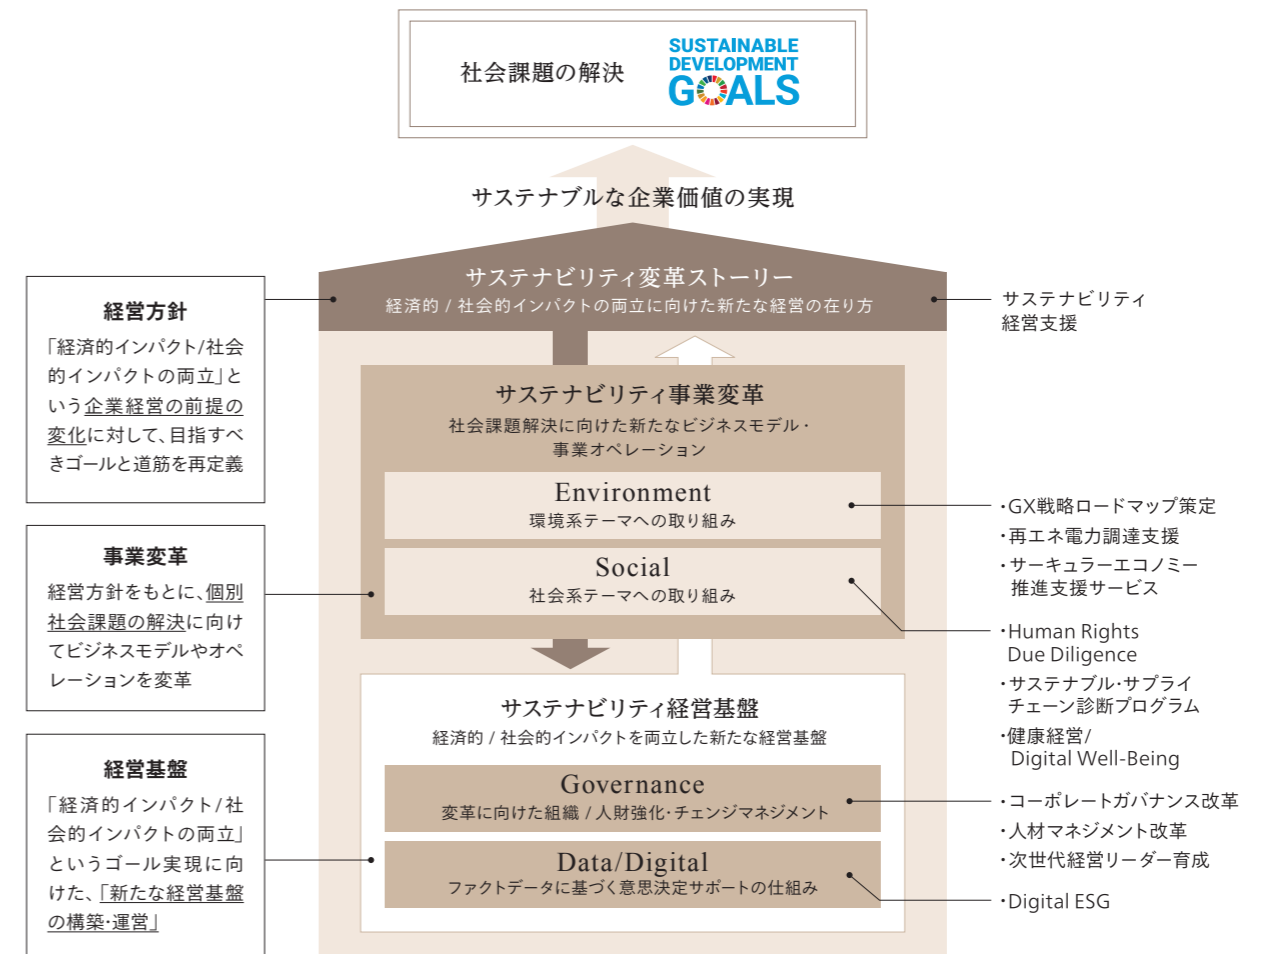 社会課題の解決
SUSTAINABLE
DEVELOPMENT
GOALS
サステナブルな企業価値の実現
サステナビリティ変革ストーリー
経済的 / 社会的インパクトの両立に向けた新たな経営の在り方
サステナビリティ
経営支援
経営方針
「経済的インパクト/社会
的インパクトの両立」と
いう企業経営の前提の
変化に対して、目指すべ
きゴールと道筋を再定義
サステナビリティ事業変革
社会課題解決に向けた新たなビジネスモデル・
事業オペレーション
Environment
環境系テーマへの取り組み
Social
社会系テーマへの取り組み
・GX戦略ロードマップ策定
・再エネ電力調達支援
・サーキュラーエコノミー
推進支援サービス
・Human Rights
Due Diligence
・サステナブル・サプライ
チェーン診断プログラム
・健康経営/
Digital Well-Being
事業変革
経営方針をもとに、個別
社会課題の解決に向け
てビジネスモデルやオペ
レーションを変革
サステナビリティ経営基盤
経済的 / 社会的インパクトを両立した新たな経営基盤
Governance
変革に向けた組織 / 人財強化・チェンジマネジメント
Data/Digital
ファクトデータに基づく意思決定サポートの仕組み
・コーポレートガバナンス改革
・人材マネジメント改革
・次世代経営リーダー育成
・Digital ESG
経営基盤
「経済的インパクト/社
会的インパクトの両立」
というゴール実現に向
けた、「新たな経営基盤
の構築・運営」